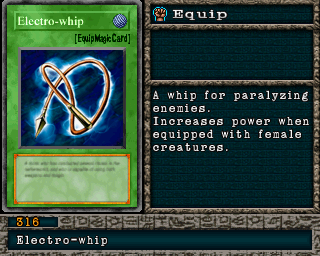 Electro-whip
[EquipMagicCard]
Equip
A whip for paralyzing
enemies.
Increases power when
equipped with female
creatures.
316
Electro-whip